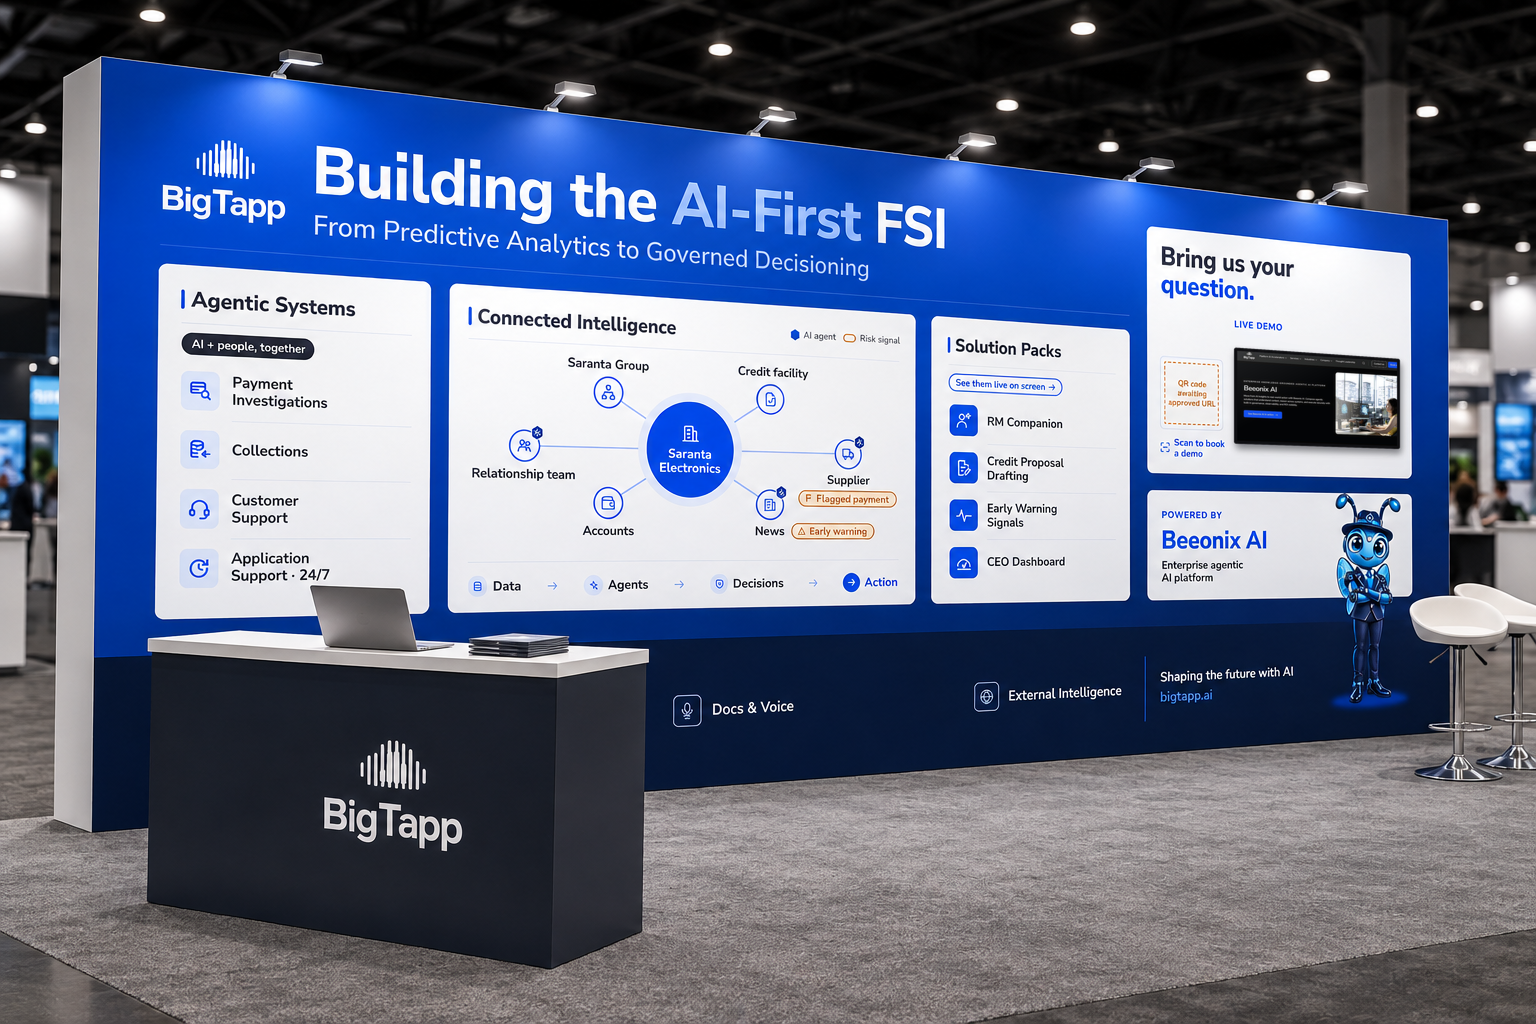 BigTapp
Building the AI-First FSI
From Predictive Analytics to Governed Decisioning
Agentic Systems
AI + people, together
Payment
Investigations
Collections
Customer
Support
Application
Support · 24/7
Connected Intelligence
AI agent
Risk signal
Saranta Group
Credit facility
Saranta
Electronics
Relationship team
Supplier
Flagged payment
Accounts
News
Early warning
Data
Agents
Decisions
Action
Solution Packs
See them live on screen →
RM Companion
Credit Proposal
Drafting
Early Warning
Signals
CEO Dashboard
Bring us your
question.
LIVE DEMO
QR code
awaiting
approved URL
Beeonix AI
Scan to book
a demo
POWERED BY
Beeonix AI
Enterprise agentic
AI platform
Docs & Voice
External Intelligence
Shaping the future with AI
bigtapp.ai
BigTapp